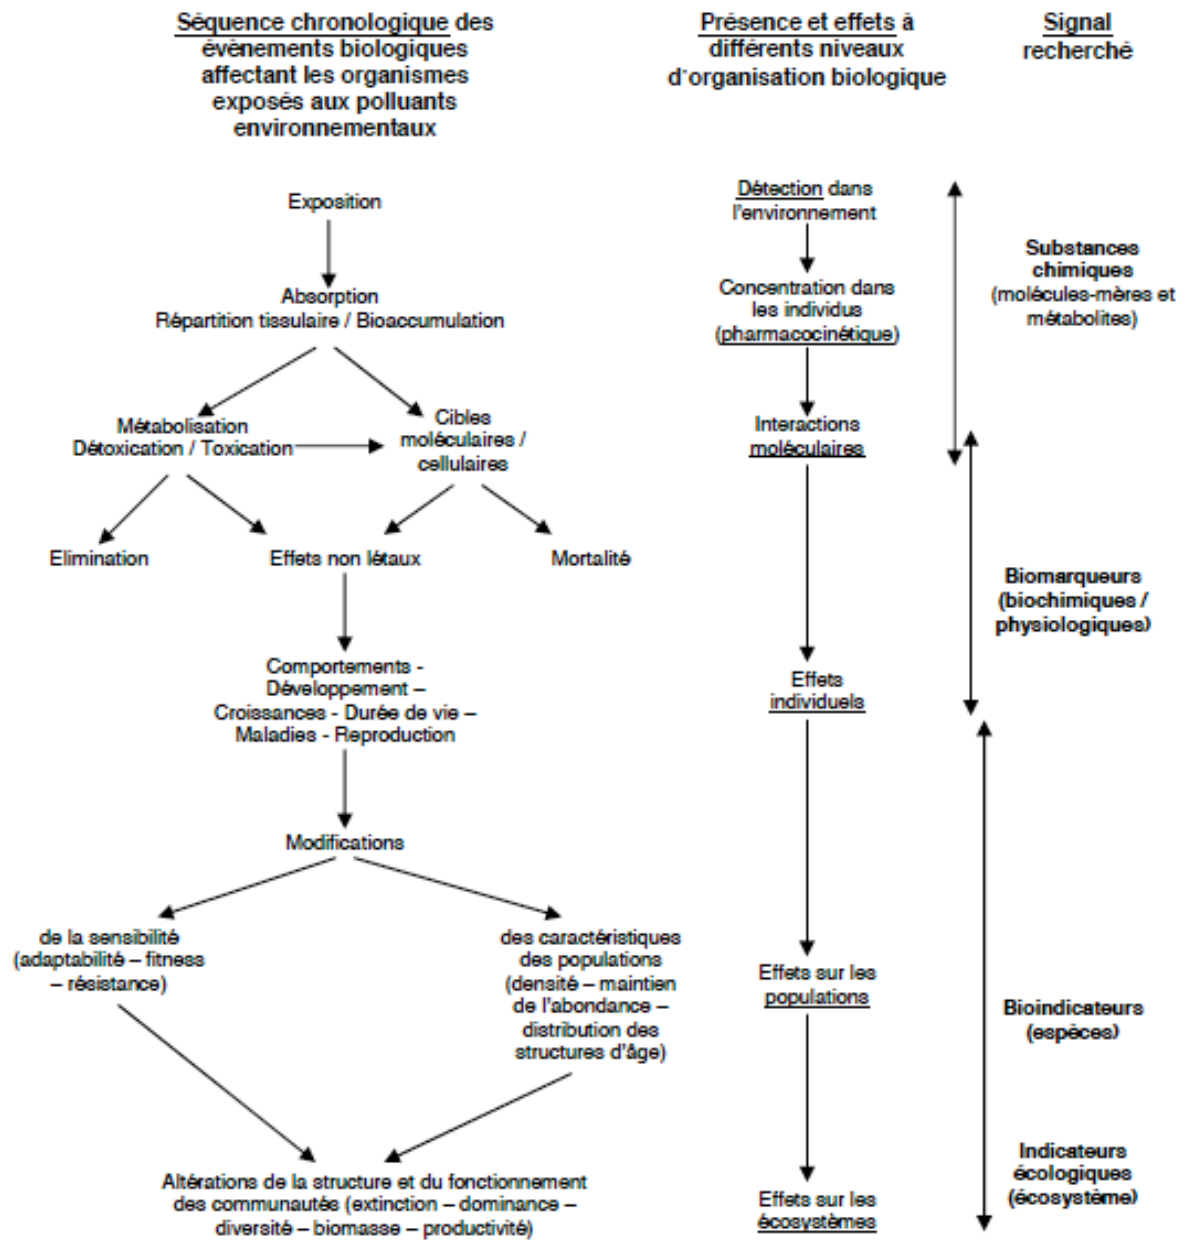 Séquence chronologique des
évènements biologiques
affectant les organismes
exposés aux polluants
environnementaux
Présence et effets à
différents niveaux
d'organisation biologique
Signal
recherché
Exposition
Absorption
Répartition tissulaire / Bioaccumulation
Métabolisation
Détoxication / Toxication
Cibles
moléculaires /
cellulaires
Elimination
Effets non létaux
Mortalité
Comportements -
Développement –
Croissances - Durée de vie –
Maladies - Reproduction
Modifications
de la sensibilité
(adaptabilité – fitness
– résistance)
des caractéristiques
des populations
(densité – maintien
de l'abondance –
distribution des
structures d'âge)
Altérations de la structure et du fonctionnement
des communautés (extinction – dominance –
diversité – biomasse – productivité)
Détection dans
l'environnement
Concentration dans
les individus
(pharmacocinétique)
Interactions
moléculaires
Effets
individuels
Effets sur les
populations
Effets sur les
écosystèmes
Substances
chimiques
(molécules-mères et
métabolites)
Biomarqueurs
(biochimiques /
physiologiques)
Bioindicateurs
(espèces)
Indicateurs
écologiques
(écosystème)